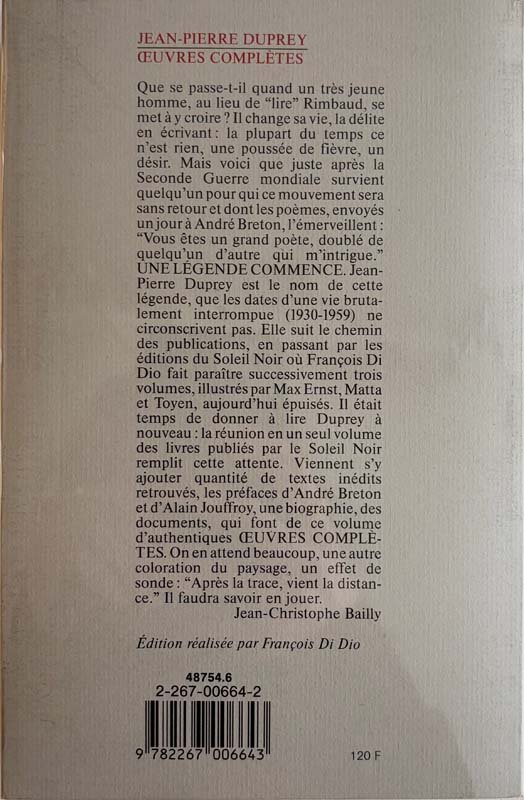 JEAN-PIERRE DUPREY
ŒUVRES COMPLÈTES
Que se passe-t-il quand un très jeune
homme, au lieu de “lire” Rimbaud, se
met à y croire ? Il change sa vie, la délite
en écrivant : la plupart du temps ce
n’est rien, une poussée de fièvre, un
désir. Mais voici que juste après la
Seconde Guerre mondiale survient
quelqu’un pour qui ce mouvement sera
sans retour et dont les poèmes, envoyés
un jour à André Breton, l’émerveillent :
“Vous êtes un grand poète, doublé de
quelqu’un d’autre qui m’intrigue.”
UNE LÉGENDE COMMENCE. Jean-
Pierre Duprey est le nom de cette
légende, que les dates d’une vie bruta-
lement interrompue (1930-1959) ne
circonscrivent pas. Elle suit le chemin
des publications, en passant par les
éditions du Soleil Noir où François Di
Dio fait paraître successivement trois
volumes, illustrés par Max Ernst, Matta
et Toyen, aujourd’hui épuisés. Il était
temps de donner à lire Duprey à
nouveau : la réunion en un seul volume
des livres publiés par le Soleil Noir
remplit cette attente. Viennent s’y
ajouter quantité de textes inédits
retrouvés, les préfaces d’André Breton
et d’Alain Jouffroy, une biographie, des
documents, qui font de ce volume
d’authentiques ŒUVRES COMPLÈ-
TES. On en attend beaucoup, une autre
coloration du paysage, un effet de
sonde : “Après la trace, vient la distan-
ce.” Il faudra savoir en jouer.
Jean-Christophe Bailly
Édition réalisée par François Di Dio
48754.6
2-267-00664-2
9 782267 006643
120 F